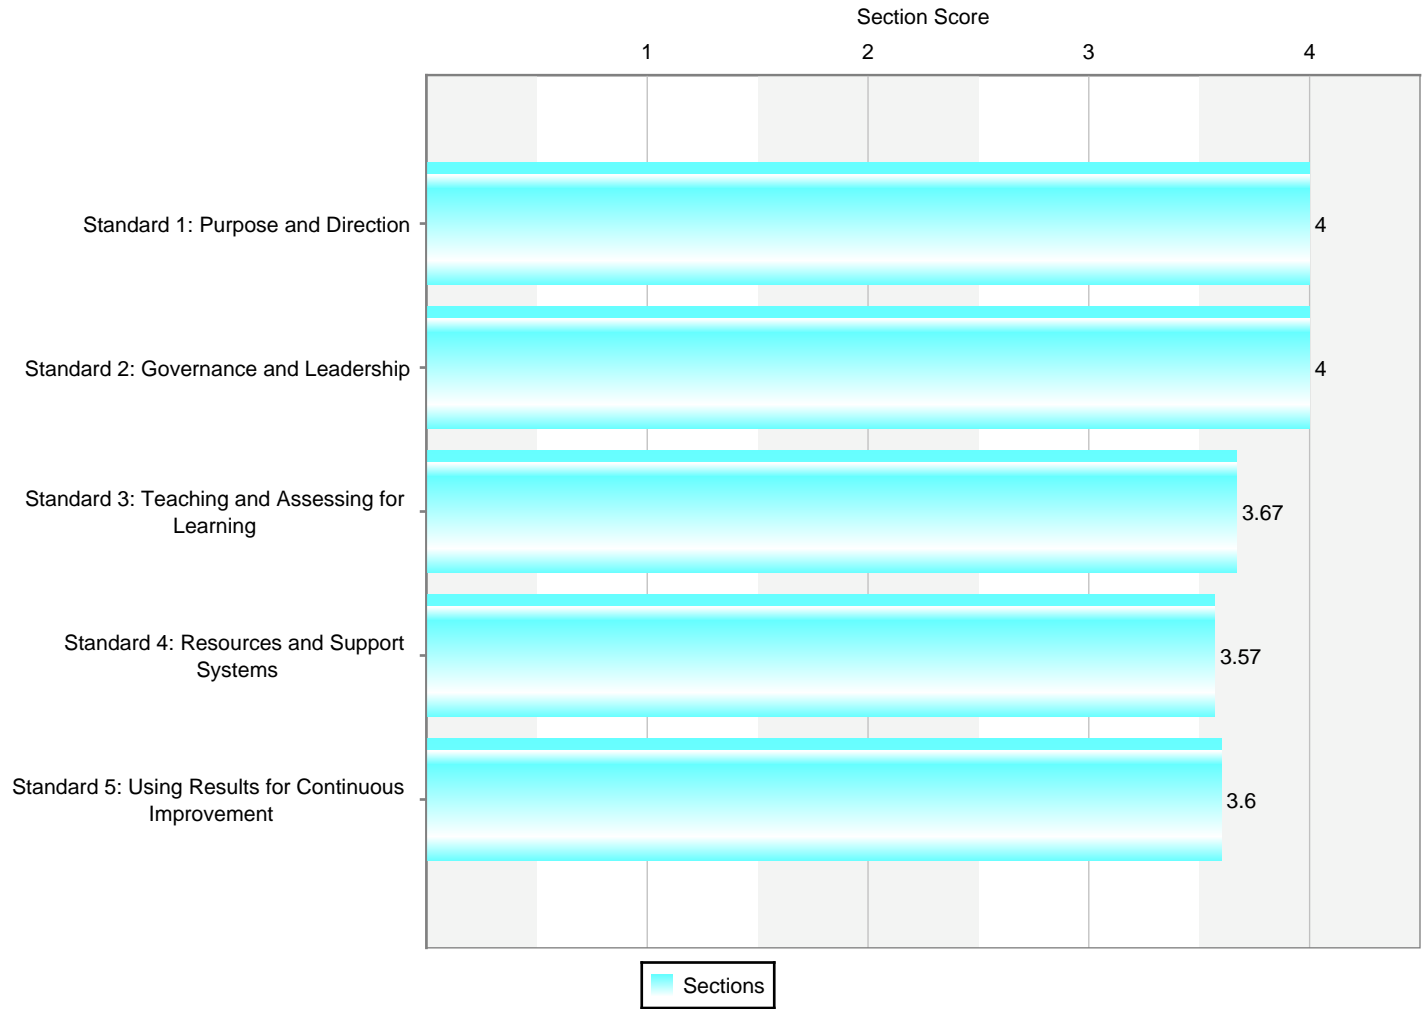 Section Score
1 2 3 4
Standard 1: Purpose and Direction 4
Standard 2: Governance and Leadership 4
Standard 3: Teaching and Assessing for
Learning
3.67
Standard 4: Resources and Support
Systems
3.57
Standard 5: Using Results for Continuous
Improvement
3.6
Sections